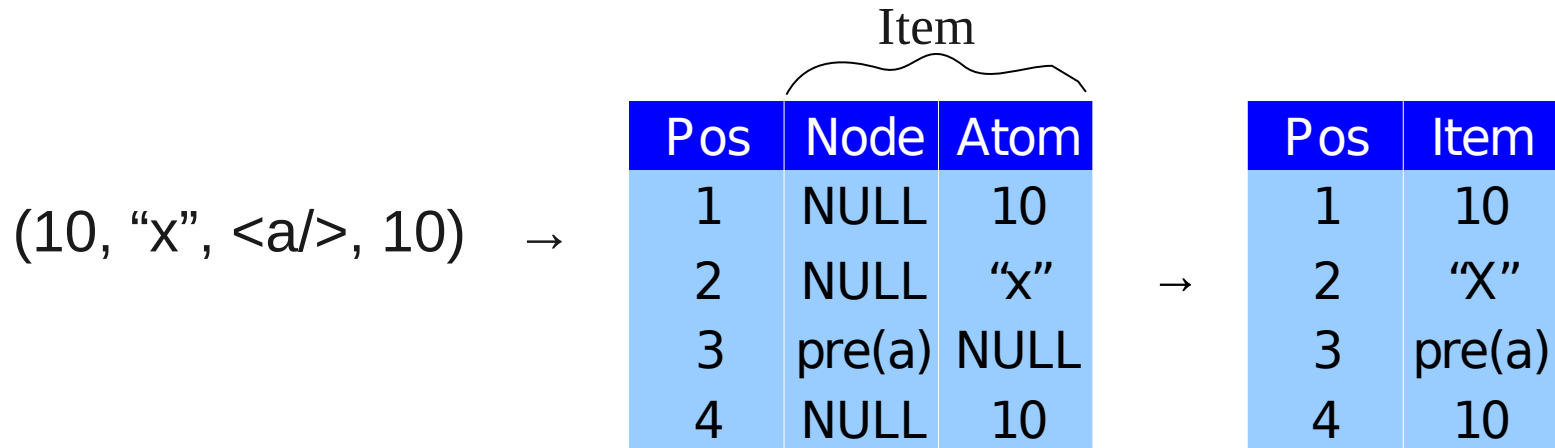 Item
(10, “x”, <a/>, 10) →
Pos Node Atom
1 NULL 10
2 NULL “x”
3 pre(a) NULL
4 NULL 10
→
Pos Item
1 10
2 “X”
3 pre(a)
4 10